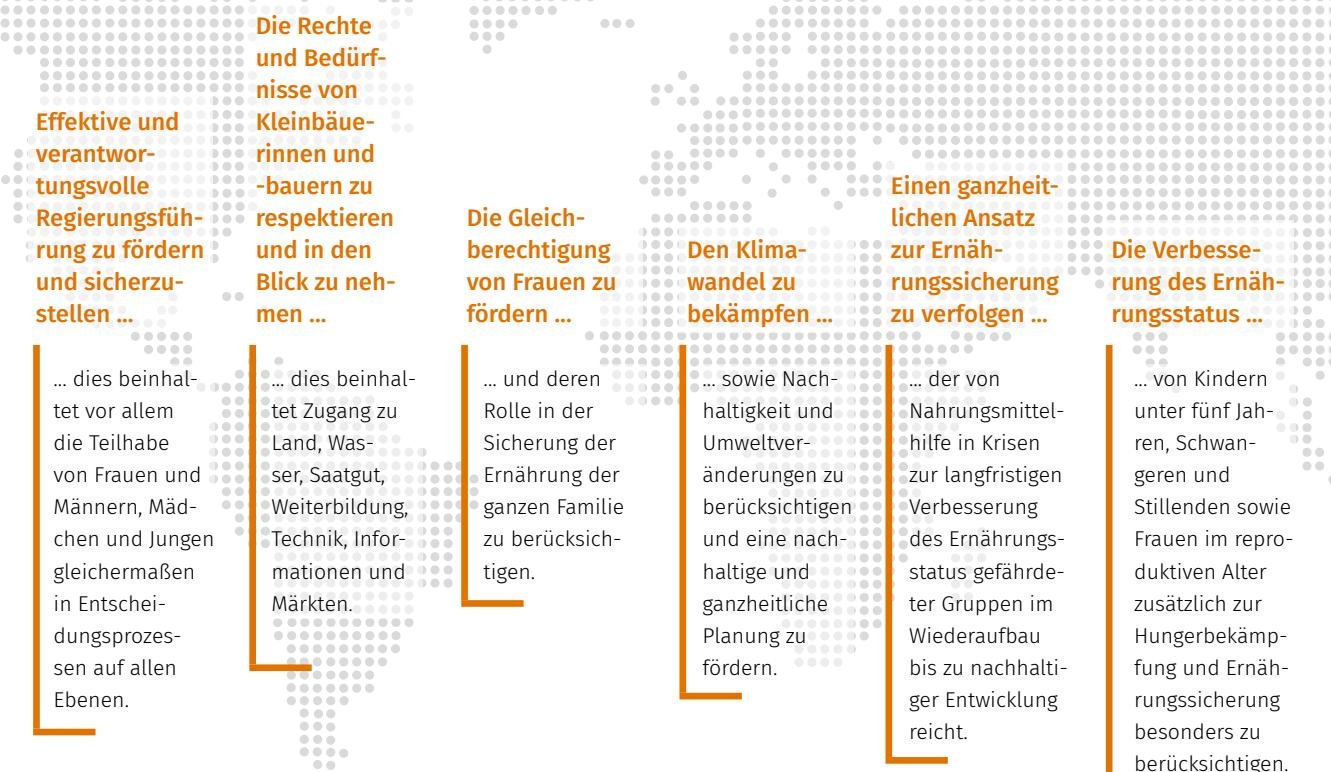 Effektive und
verantwor-
tungsvolle
Regierungsfüh-
rung zu fördern
und sicherzu-
stellen ...
... dies beinhal-
tet vor allem
die Teilhabe
von Frauen und
Männern, Mäd-
chen und Jungen
gleichermaßen
in Entschei-
dungsprozes-
sen auf allen
Ebenen.
Die Rechte
und Bedürf-
nisse von
Kleinbäue-
rinnen und
-bauern zu
respektieren
und in den
Blick zu neh-
men ...
... dies beinhal-
tet Zugang zu
Land, Was-
ser, Saatgut,
Weiterbildung,
Technik, Infor-
mationen und
Märkten.
Die Gleich-
berechtigung
von Frauen zu
fördern ...
... und deren
Rolle in der
Sicherung der
Ernährung der
ganzen Familie
zu berücksich-
tigen.
Den Klima-
wandel zu
bekämpfen ...
... sowie Nach-
haltigkeit und
Umweltver-
änderungen zu
berücksichtigen
und eine nach-
haltige und
ganzheitliche
Planung zu
fördern.
Einen ganzheit-
lichen Ansatz
zur Ernäh-
rungssicherung
zu verfolgen ...
... der von
Nahrungsmittel-
hilfe in Krisen
zur langfristigen
Verbesserung
des Ernährungs-
status gefährde-
ter Gruppen im
Wiederaufbau
bis zu nachhalti-
ger Entwicklung
reicht.
Die Verbesse-
rung des Ernäh-
rungsstatus ...
... von Kindern
unter fünf Jah-
ren, Schwan-
geren und
Stillenden sowie
Frauen im repro-
duktiven Alter
zusätzlich zur
Hungerbekämp-
fung und Ernäh-
rungssicherung
besonders zu
berücksichtigen.